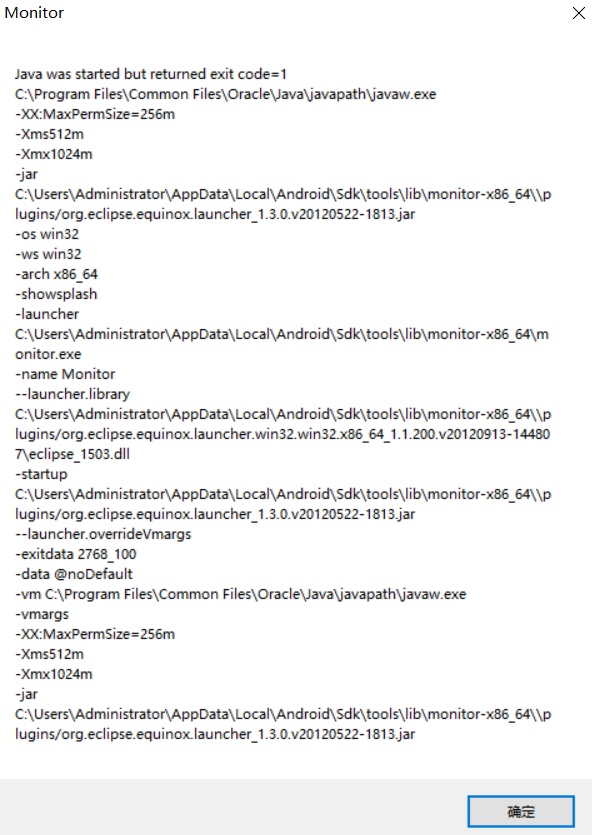 Monitor
Java was started but returned exit code=1
C:\Program Files\Common Files\Oracle\Java\javapath\javaw.exe
-XX:MaxPermSize=256m
-Xms512m
-Xmx1024m
-jar
C:\Users\Administrator\AppData\Local\Android\Sdk\tools\lib\monitor-x86_64\\p
lugins/org.eclipse.equinox.launcher_1.3.0.v20120522-1813.jar
-os win32
-ws win32
-arch x86_64
-showsplash
-launcher
C:\Users\Administrator\AppData\Local\Android\Sdk\tools\lib\monitor-x86_64\m
onitor.exe
-name Monitor
--launcher.library
C:\Users\Administrator\AppData\Local\Android\Sdk\tools\lib\monitor-x86_64\\p
lugins/org.eclipse.equinox.launcher.win32.win32.x86_64_1.1.200.v20120913-14480
7\eclipse_1503.dll
-startup
C:\Users\Administrator\AppData\Local\Android\Sdk\tools\lib\monitor-x86_64\\p
lugins/org.eclipse.equinox.launcher_1.3.0.v20120522-1813.jar
--launcher.overrideVmargs
-exitdata 2768_100
-data @noDefault
-vm C:\Program Files\Common Files\Oracle\Java\javapath\javaw.exe
-vmargs
-XX:MaxPermSize=256m
-Xms512m
-Xmx1024m
-jar
C:\Users\Administrator\AppData\Local\Android\Sdk\tools\lib\monitor-x86_64\\p
lugins/org.eclipse.equinox.launcher_1.3.0.v20120522-1813.jar
确定